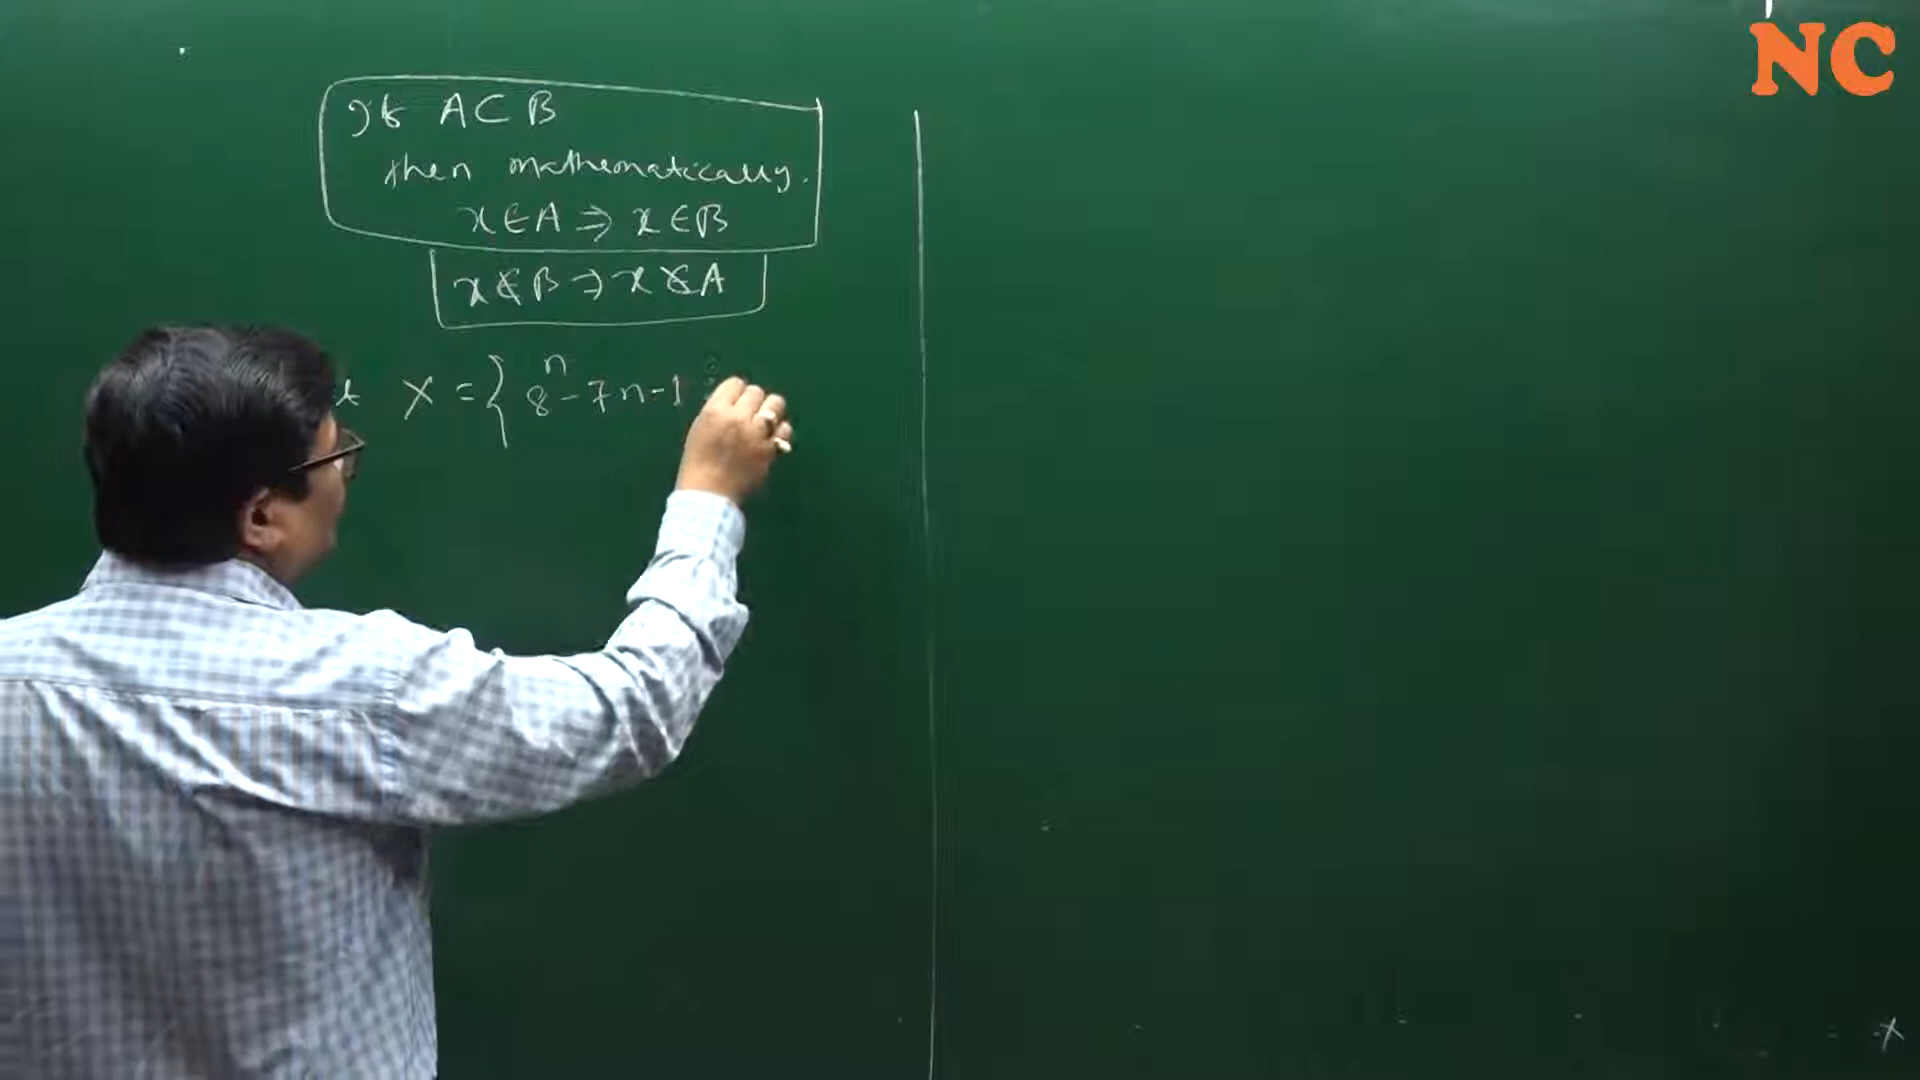 NC
If A ⊂ B
then mathematically.
x ∈ A ⇒ x ∈ B
x ∉ B ⇒ x ∉ A
X = { 8ⁿ - 7n - 1
x